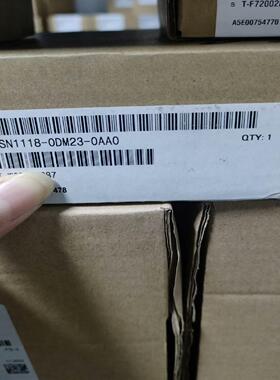 s T-F72002
A5E00754770
SN1118-0DM23-0AA0
QTY: 1
478